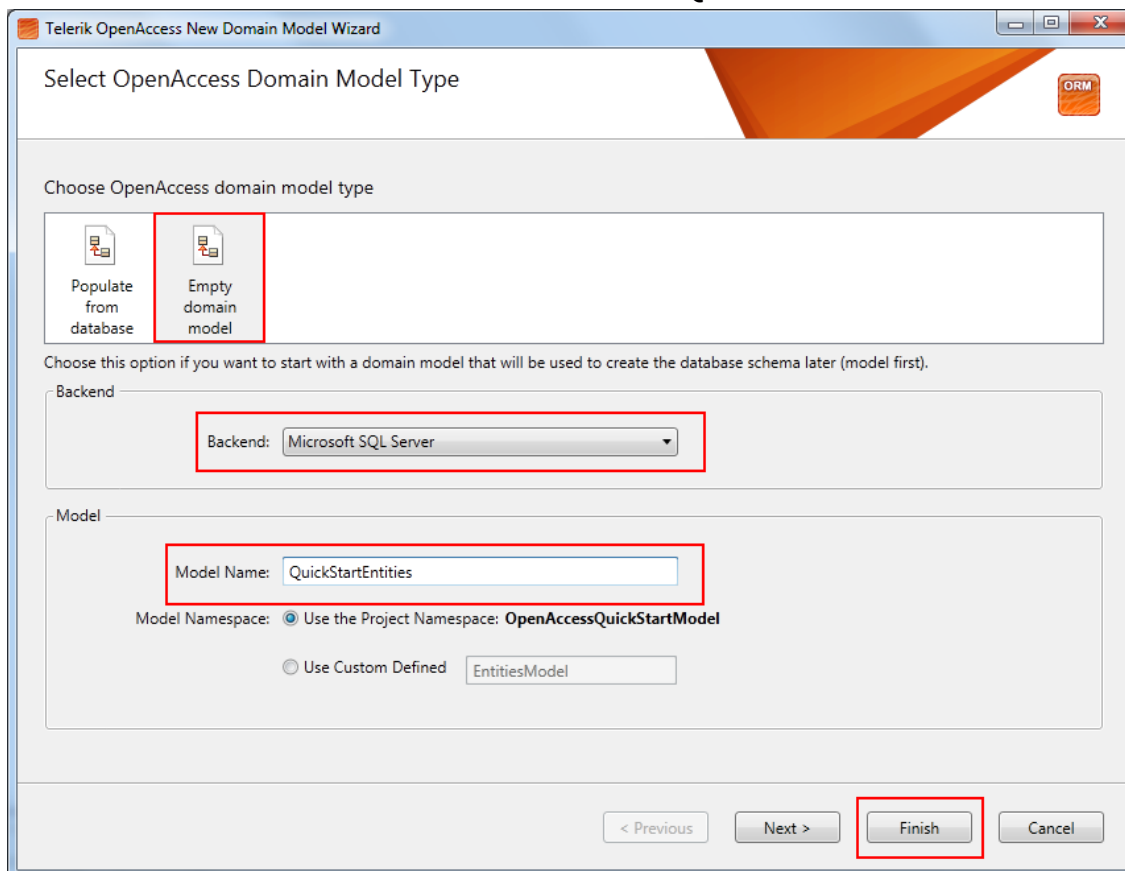 Telerik OpenAccess New Domain Model Wizard
Select OpenAccess Domain Model Type
ORM
Choose OpenAccess domain model type
Populate
from
database
Empty
domain
model
Choose this option if you want to start with a domain model that will be used to create the database schema later (model first).
Backend
Backend: Microsoft SQL Server
Model
Model Name: QuickStartEntities
Model Namespace: Use the Project Namespace: OpenAccessQuickStartModel
Use Custom Defined EntitiesModel
< Previous Next > Finish Cancel